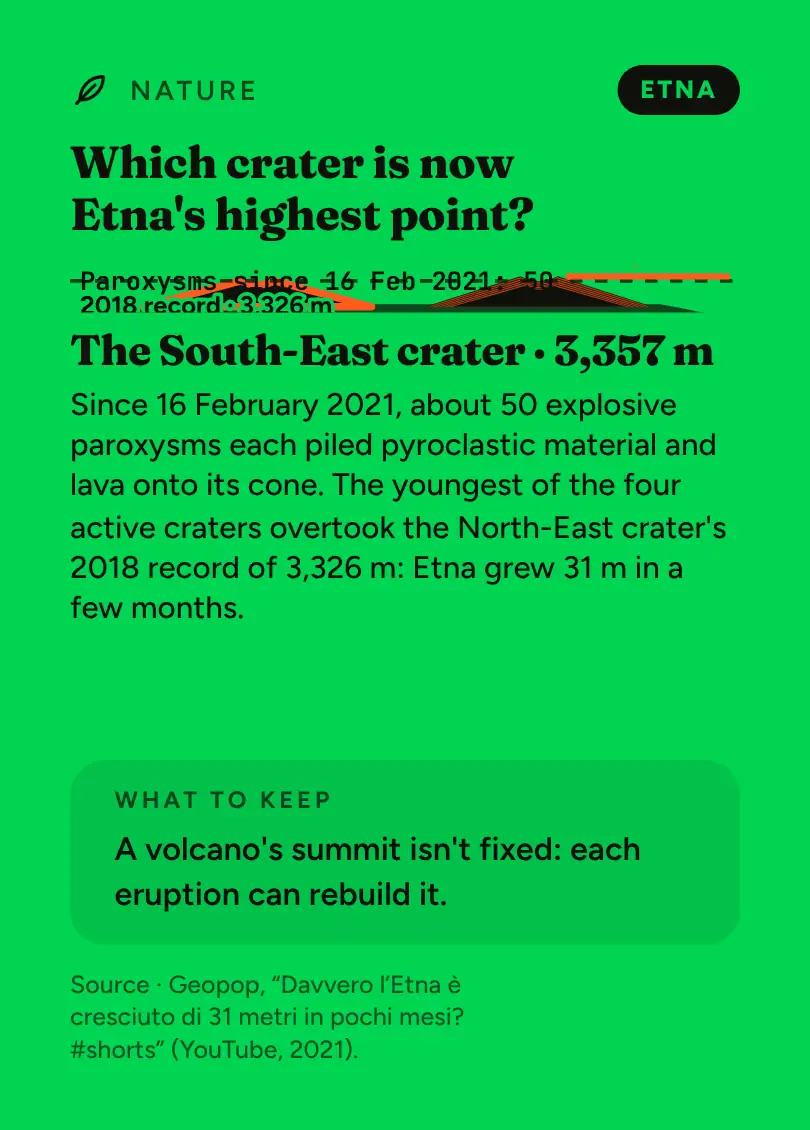 NATURE
ETNA
Which crater is now
Etna's highest point?
Paroxysms since 16 Feb 2021: 50
2018 record · 3,326 m
The South-East crater · 3,357 m
Since 16 February 2021, about 50 explosive
paroxysms each piled pyroclastic material and
lava onto its cone. The youngest of the four
active craters overtook the North-East crater's
2018 record of 3,326 m: Etna grew 31 m in a
few months.
WHAT TO KEEP
A volcano's summit isn't fixed: each
eruption can rebuild it.
Source · Geopop, “Davvero l’Etna è
cresciuto di 31 metri in pochi mesi?
#shorts” (YouTube, 2021).